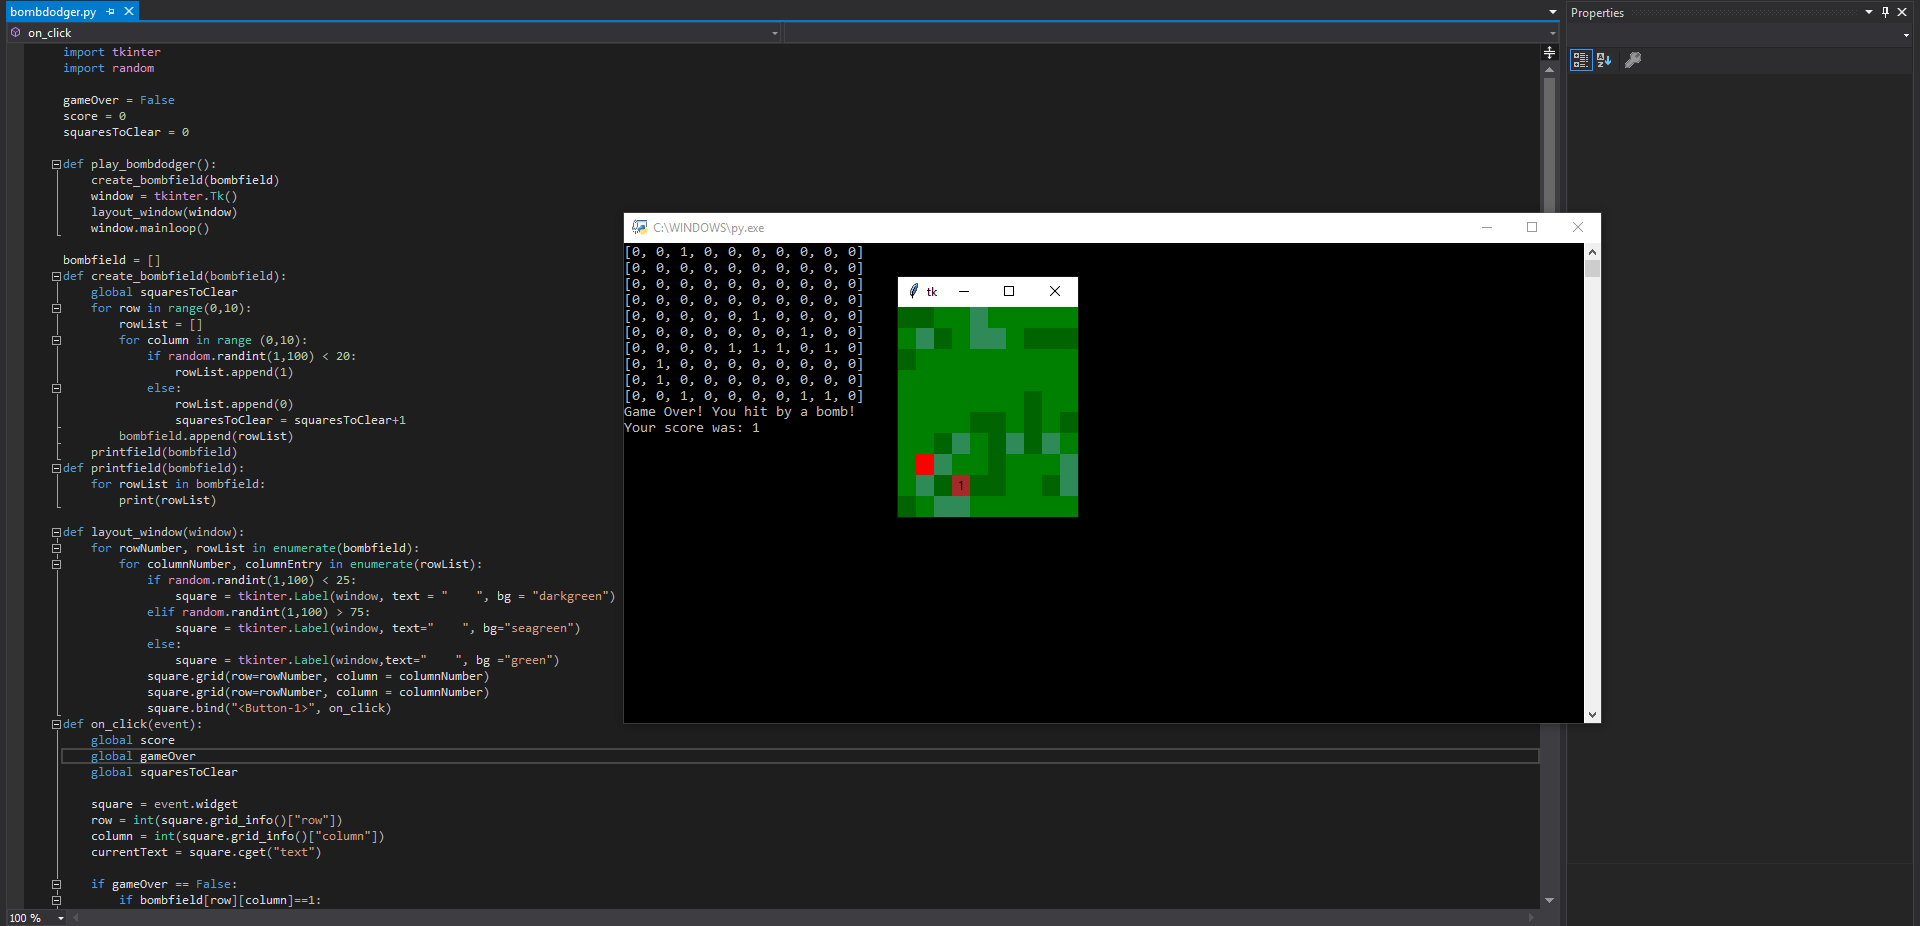 bombdodger.py
Properties
on_click
import tkinter
import random
gameOver = False
score = 0
squaresToClear = 0
def play_bombdodger():
create_bombfield(bombfield)
window = tkinter.Tk()
layout_window(window)
window.mainloop()
bombfield = []
def create_bombfield(bombfield):
global squaresToClear
for row in range(0,10):
rowList = []
for column in range (0,10):
if random.randint(1,100) < 20:
rowList.append(1)
else:
rowList.append(0)
squaresToClear = squaresToClear+1
bombfield.append(rowList)
printfield(bombfield)
def printfield(bombfield):
for rowList in bombfield:
print(rowList)
def layout_window(window):
for rowNumber, rowList in enumerate(bombfield):
for columnNumber, columnEntry in enumerate(rowList):
if random.randint(1,100) < 25:
square = tkinter.Label(window, text = "    ", bg = "darkgreen")
elif random.randint(1,100) > 75:
square = tkinter.Label(window, text="    ", bg="seagreen")
else:
square = tkinter.Label(window,text="    ", bg ="green")
square.grid(row=rowNumber, column = columnNumber)
square.grid(row=rowNumber, column = columnNumber)
square.bind("<Button-1>", on_click)
def on_click(event):
global score
global gameOver
global squaresToClear
square = event.widget
row = int(square.grid_info()["row"])
column = int(square.grid_info()["column"])
currentText = square.cget("text")
if gameOver == False:
if bombfield[row][column]==1:
100 %
C:\WINDOWS\py.exe
[0, 0, 1, 0, 0, 0, 0, 0, 0, 0]
[0, 0, 0, 0, 0, 0, 0, 0, 0, 0]
[0, 0, 0, 0, 0, 0, 0, 0, 0, 0]
[0, 0, 0, 0, 0, 0, 0, 0, 0, 0]
[0, 0, 0, 0, 0, 1, 0, 0, 0, 0]
[0, 0, 0, 0, 0, 0, 0, 1, 0, 0]
[0, 0, 0, 0, 1, 1, 1, 0, 1, 0]
[0, 1, 0, 0, 0, 0, 0, 0, 0, 0]
[0, 1, 0, 0, 0, 0, 0, 0, 0, 0]
[0, 0, 1, 0, 0, 0, 0, 1, 1, 0]
Game Over! You hit by a bomb!
Your score was: 1
tk
1